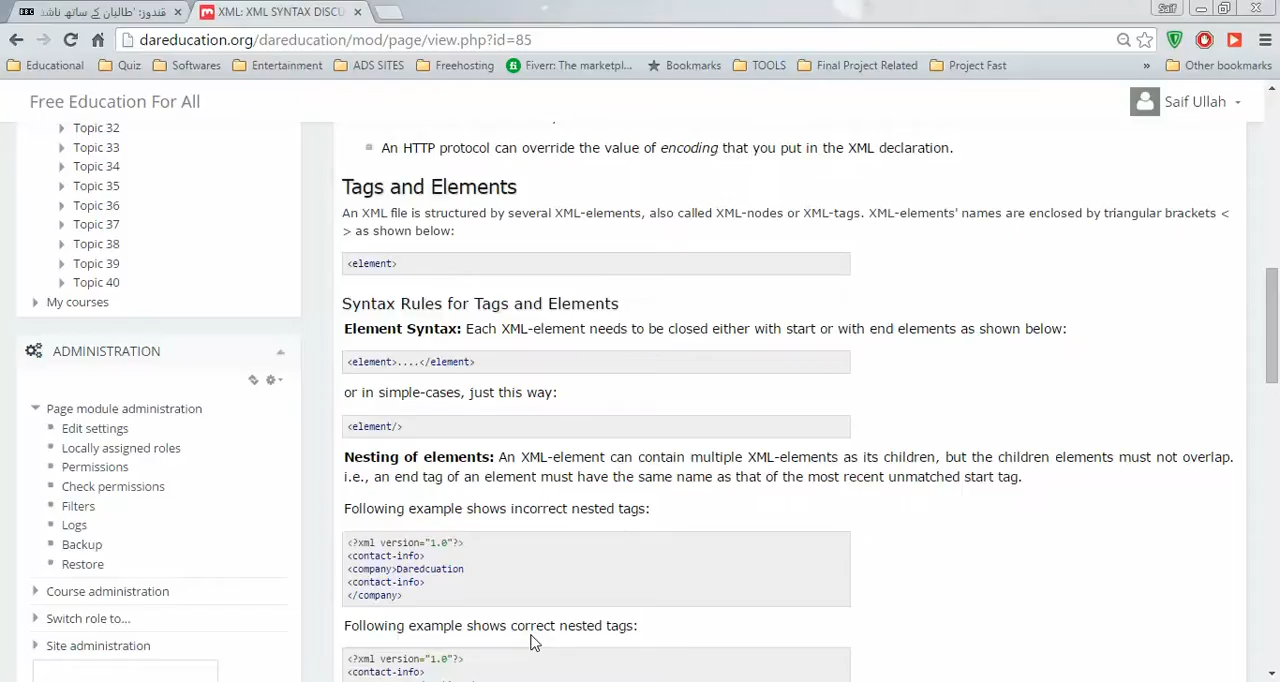 BBC قندوز: 'طالبان کے ساتھ ناشت
XML: XML SYNTAX DISCU
Saif
dareducation.org/dareducation/mod/page/view.php?id=85
Educational Quiz Softwares Entertainment ADS SITES Freehosting Fiverr: The marketpl... Bookmarks TOOLS Final Project Related Project Fast » Other bookmarks
Free Education For All
Saif Ullah
Topic 32
Topic 33
Topic 34
Topic 35
Topic 36
Topic 37
Topic 38
Topic 39
Topic 40
My courses
ADMINISTRATION
Page module administration
Edit settings
Locally assigned roles
Permissions
Check permissions
Filters
Logs
Backup
Restore
Course administration
Switch role to...
Site administration
An HTTP protocol can override the value of encoding that you put in the XML declaration.
Tags and Elements
An XML file is structured by several XML-elements, also called XML-nodes or XML-tags. XML-elements' names are enclosed by triangular brackets <
> as shown below:
<element>
Syntax Rules for Tags and Elements
Element Syntax: Each XML-element needs to be closed either with start or with end elements as shown below:
<element>....</element>
or in simple-cases, just this way:
<element/>
Nesting of elements: An XML-element can contain multiple XML-elements as its children, but the children elements must not overlap.
i.e., an end tag of an element must have the same name as that of the most recent unmatched start tag.
Following example shows incorrect nested tags:
<?xml version="1.0"?>
<contact-info>
<company>Daredcuation
<contact-info>
</company>
Following example shows correct nested tags:
<?xml version="1.0"?>
<contact-info>